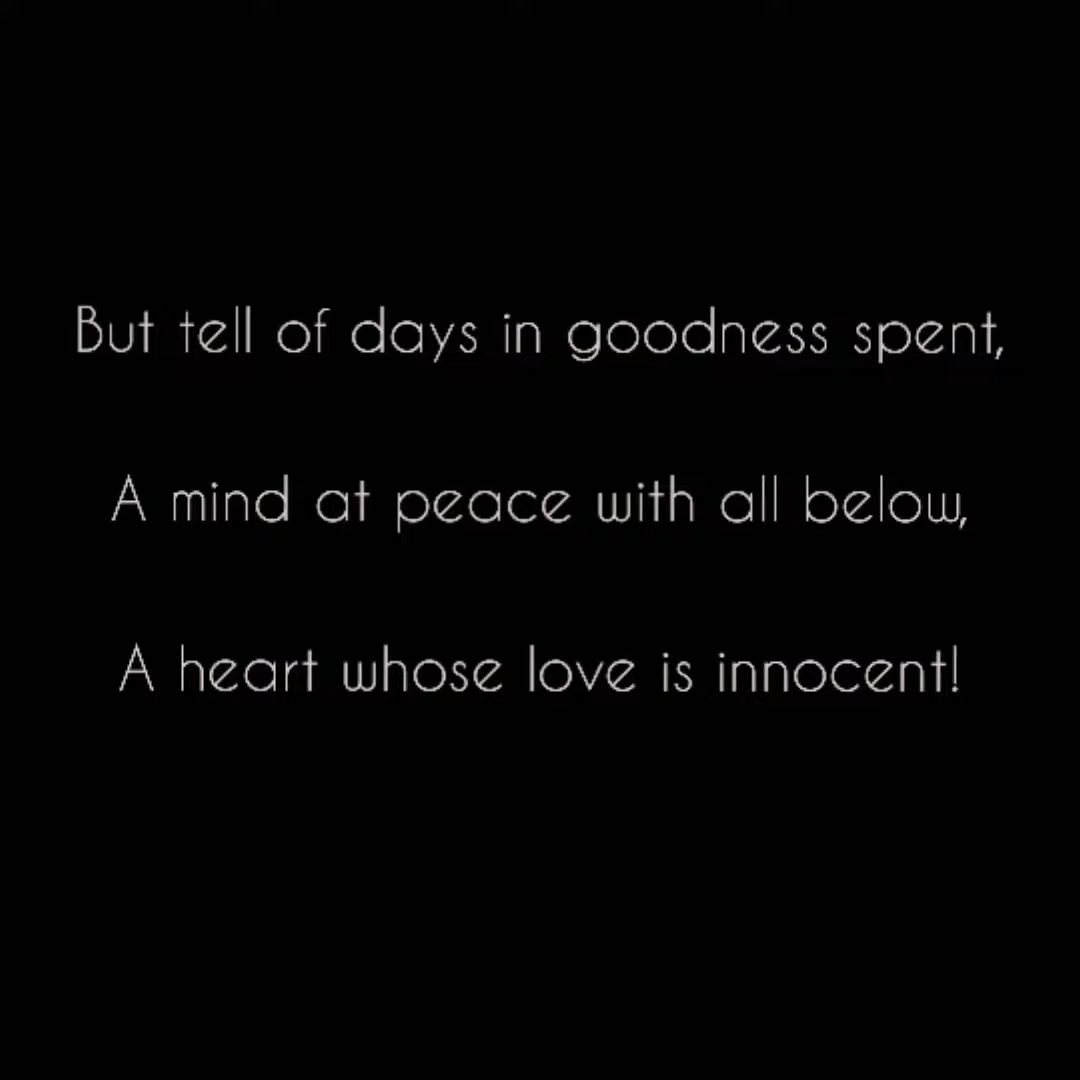 But tell of days in goodness spent,
A mind at peace with all below,
A heart whose love is innocent!